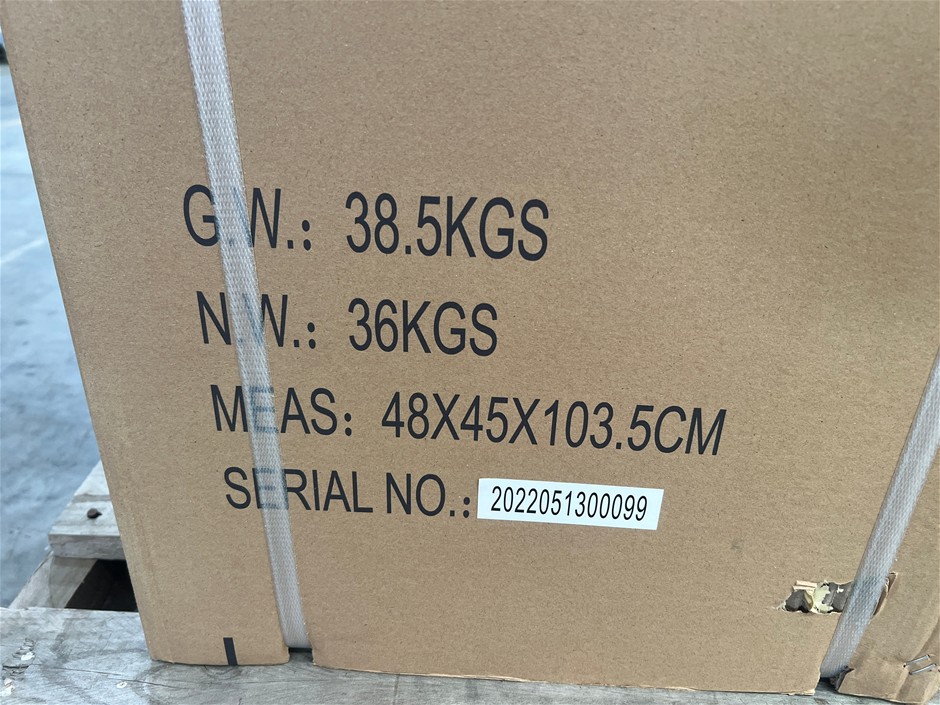 G.W.: 38.5KGS
N.W.: 36KGS
MEAS: 48X45X103.5CM
SERIAL NO.: 2022051300099